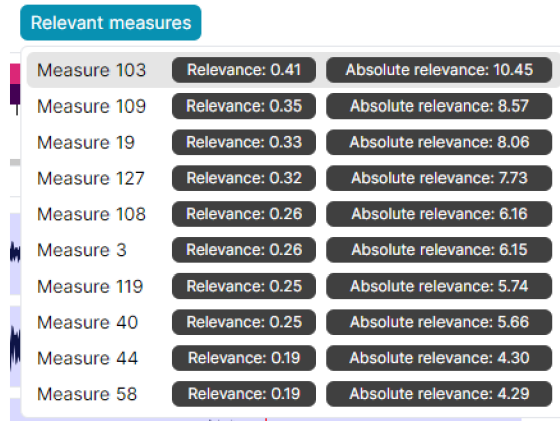 Relevant measures
Measure 103 Relevance: 0.41 Absolute relevance: 10.45
Measure 109 Relevance: 0.35 Absolute relevance: 8.57
Measure 19 Relevance: 0.33 Absolute relevance: 8.06
Measure 127 Relevance: 0.32 Absolute relevance: 7.73
Measure 108 Relevance: 0.26 Absolute relevance: 6.16
Measure 3 Relevance: 0.26 Absolute relevance: 6.15
Measure 119 Relevance: 0.25 Absolute relevance: 5.74
Measure 40 Relevance: 0.25 Absolute relevance: 5.66
Measure 44 Relevance: 0.19 Absolute relevance: 4.30
Measure 58 Relevance: 0.19 Absolute relevance: 4.29